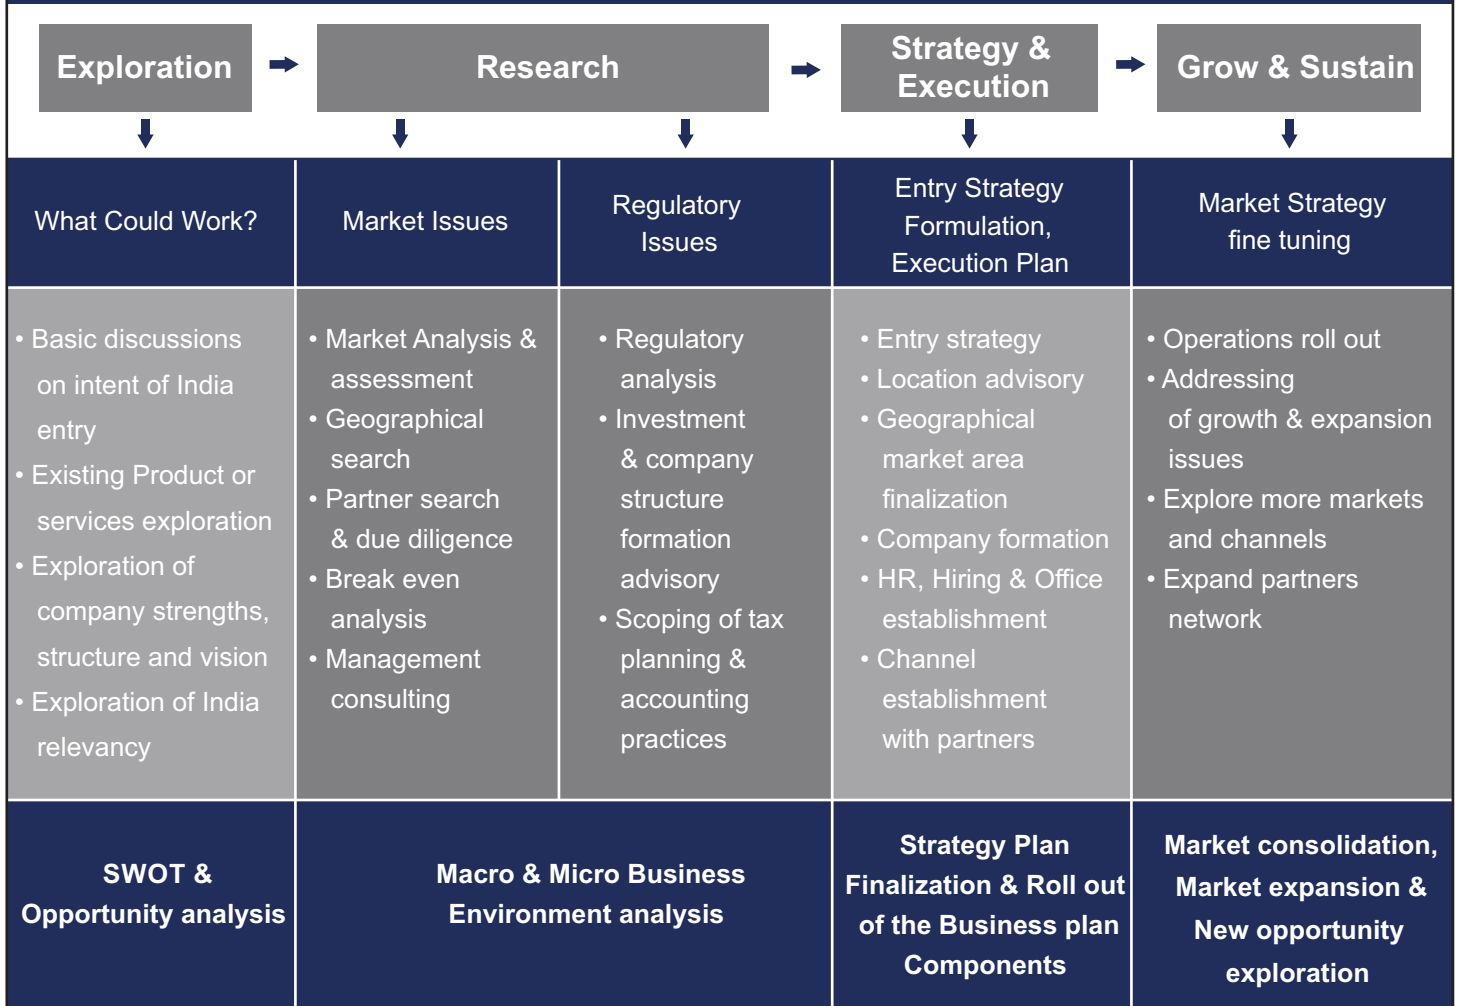 Exploration
Research
Strategy &
Execution
Grow & Sustain
What Could Work?
Market Issues
Regulatory
Issues
Entry Strategy
Formulation,
Execution Plan
Market Strategy
fine tuning
• Basic discussions
on intent of India
entry
• Existing Product or
services exploration
• Exploration of
company strengths,
structure and vision
• Exploration of India
relevancy
• Market Analysis &
assessment
• Geographical
search
• Partner search
& due diligence
• Break even
analysis
• Management
consulting
• Regulatory
analysis
• Investment
& company
structure
formation
advisory
• Scoping of tax
planning &
accounting
practices
• Entry strategy
• Location advisory
• Geographical
market area
finalization
• Company formation
• HR, Hiring & Office
establishment
• Channel
establishment
with partners
• Operations roll out
• Addressing
of growth & expansion
issues
• Explore more markets
and channels
• Expand partners
network
SWOT &
Opportunity analysis
Macro & Micro Business
Environment analysis
Strategy Plan
Finalization & Roll out
of the Business plan
Components
Market consolidation,
Market expansion &
New opportunity
exploration